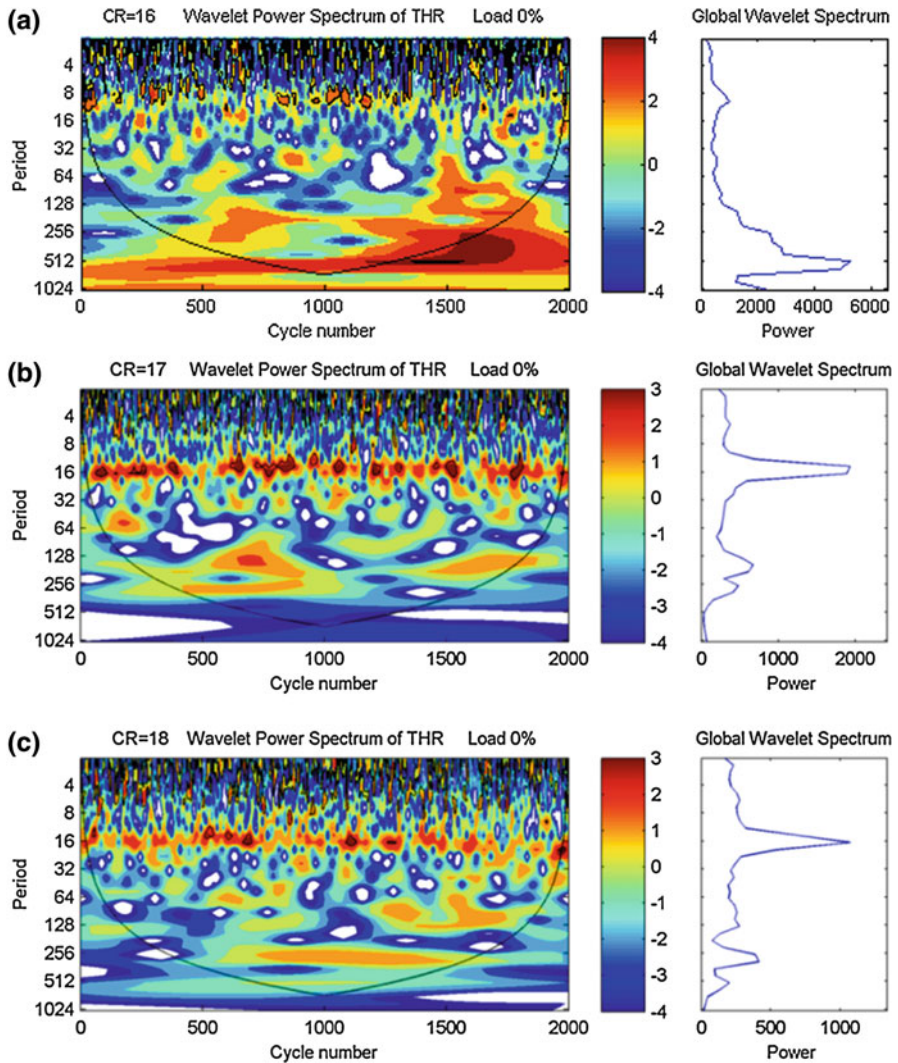 (a) CR=16 Wavelet Power Spectrum of THR Load 0% Global Wavelet Spectrum
Period
4
8
16
32
64
128
256
512
1024
0 500 1000 1500 2000
Cycle number
4
2
0
-2
-4
0 2000 4000 6000
Power
(b) CR=17 Wavelet Power Spectrum of THR Load 0% Global Wavelet Spectrum
Period
4
8
16
32
64
128
256
512
1024
0 500 1000 1500 2000
Cycle number
3
2
1
0
-1
-2
-3
-4
0 1000 2000
Power
(c) CR=18 Wavelet Power Spectrum of THR Load 0% Global Wavelet Spectrum
Period
4
8
16
32
64
128
256
512
1024
0 500 1000 1500 2000
Cycle number
3
2
1
0
-1
-2
-3
-4
0 500 1000
Power